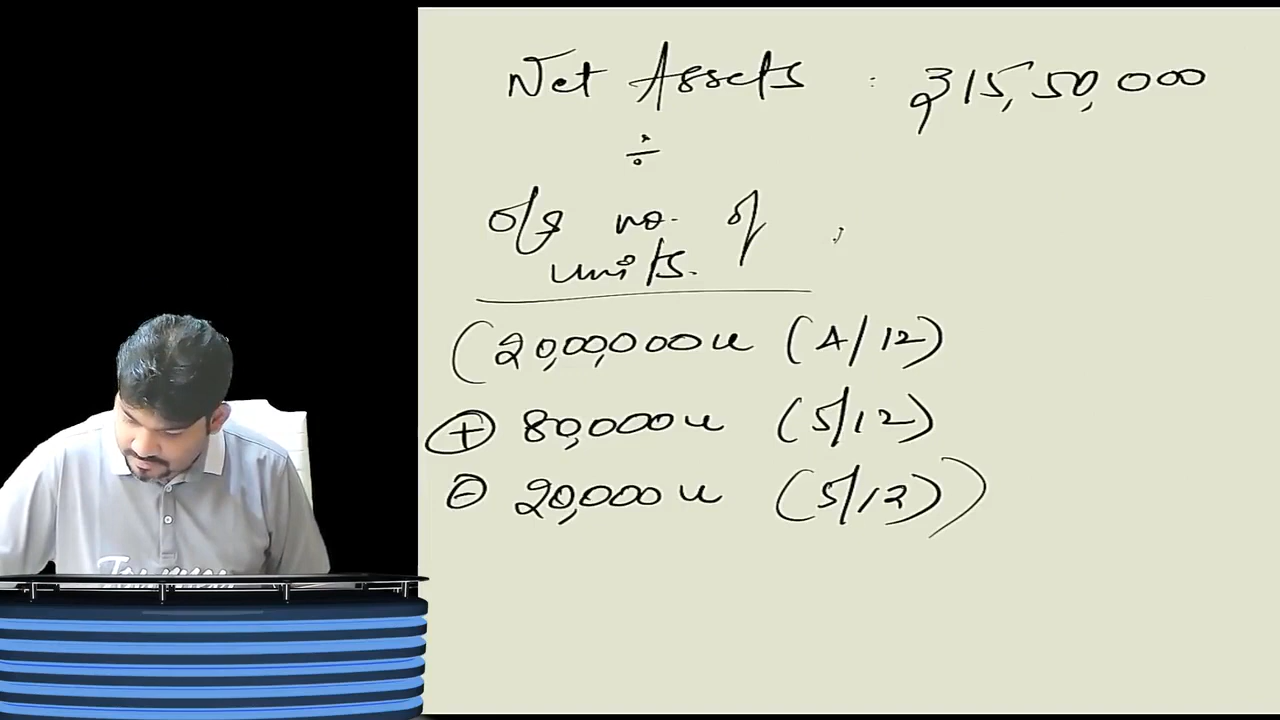 Net Assets : ₹15,50,000
÷
o/s no. of
units.
(20,00,000 u (4/12)
+ 80,000 u (5/12)
- 20,000 u (5/12))